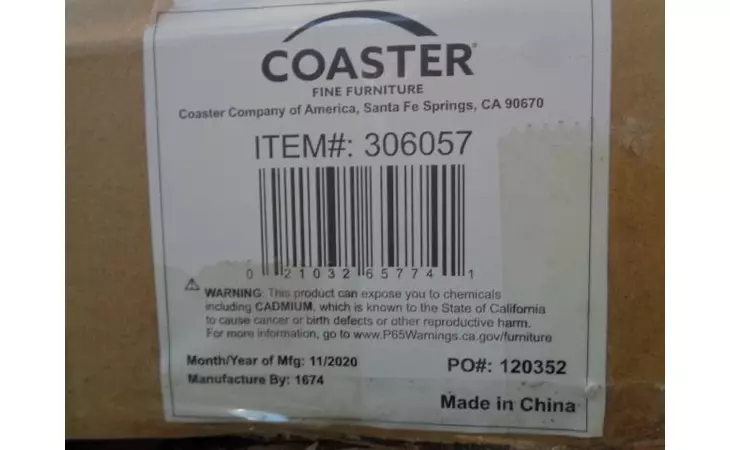 COASTER®
FINE FURNITURE
Coaster Company of America, Santa Fe Springs, CA 90670
ITEM#: 306057
0 21032 65774 1
WARNING: This product can expose you to chemicals
including CADMIUM, which is known to the State of California
to cause cancer or birth defects or other reproductive harm.
For more information, go to www.P65Warnings.ca.gov/furniture
Month/Year of Mfg: 11/2020
PO#: 120352
Manufacture By: 1674
Made in China